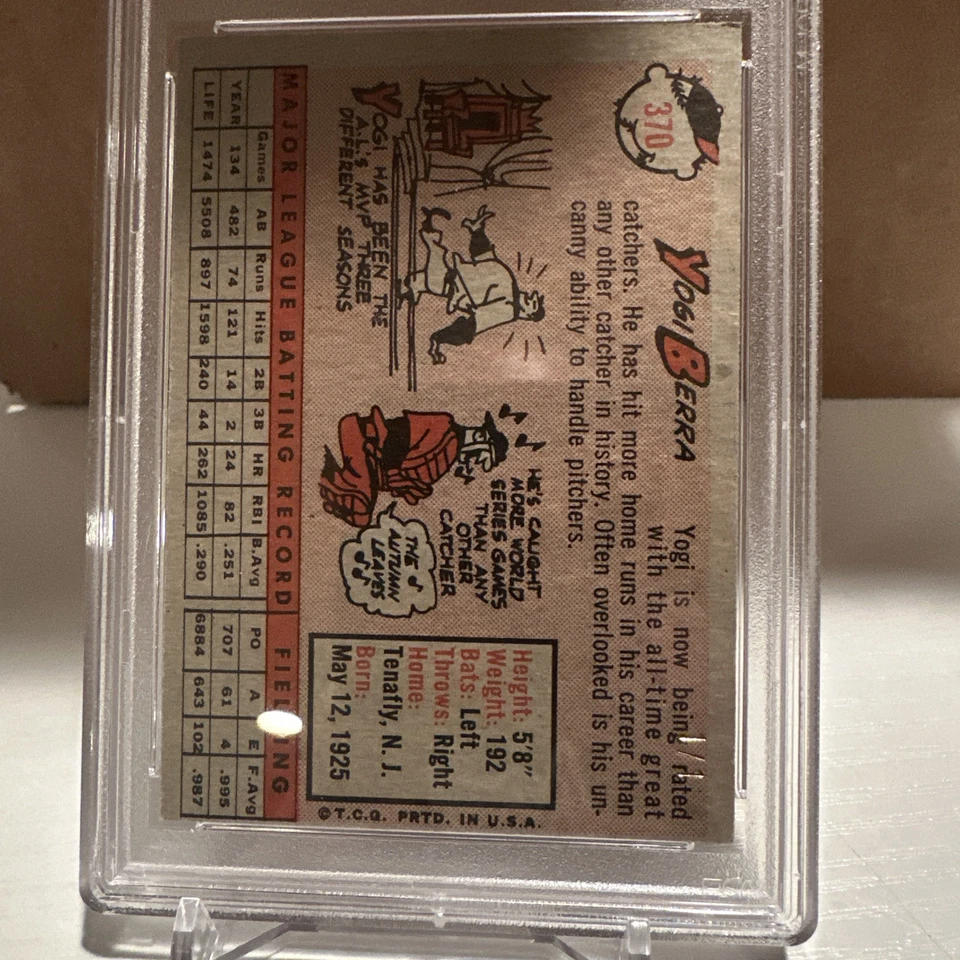 370
YOGI BERRA
Yogi is now being rated
with the all-time great
catchers. He has hit more home runs in his career than
any other catcher in history. Often overlooked is his un-
canny ability to handle pitchers.
YOGI HAS BEEN THE
A.L.'s MVP THREE
DIFFERENT SEASONS
HE'S CAUGHT
MORE WORLD
SERIES GAMES
THAN ANY
OTHER
CATCHER
THE
AUTUMN
LEAVES
Height: 5'8"
Weight: 192
Bats: Left
Throws: Right
Home:
Tenafly, N. J.
Born:
May 12, 1925
©T.C.G. PRTD. IN U.S.A.
MAJOR LEAGUE BATTING RECORD FIELDING
Games AB Runs Hits 2B 3B HR RBI B.Avg PO A E F.Avg
YEAR 134 482 74 121 14 2 24 82 .251 707 61 4 .995
LIFE 1474 5508 897 1598 240 44 262 1085 .290 6884 643 102 .987